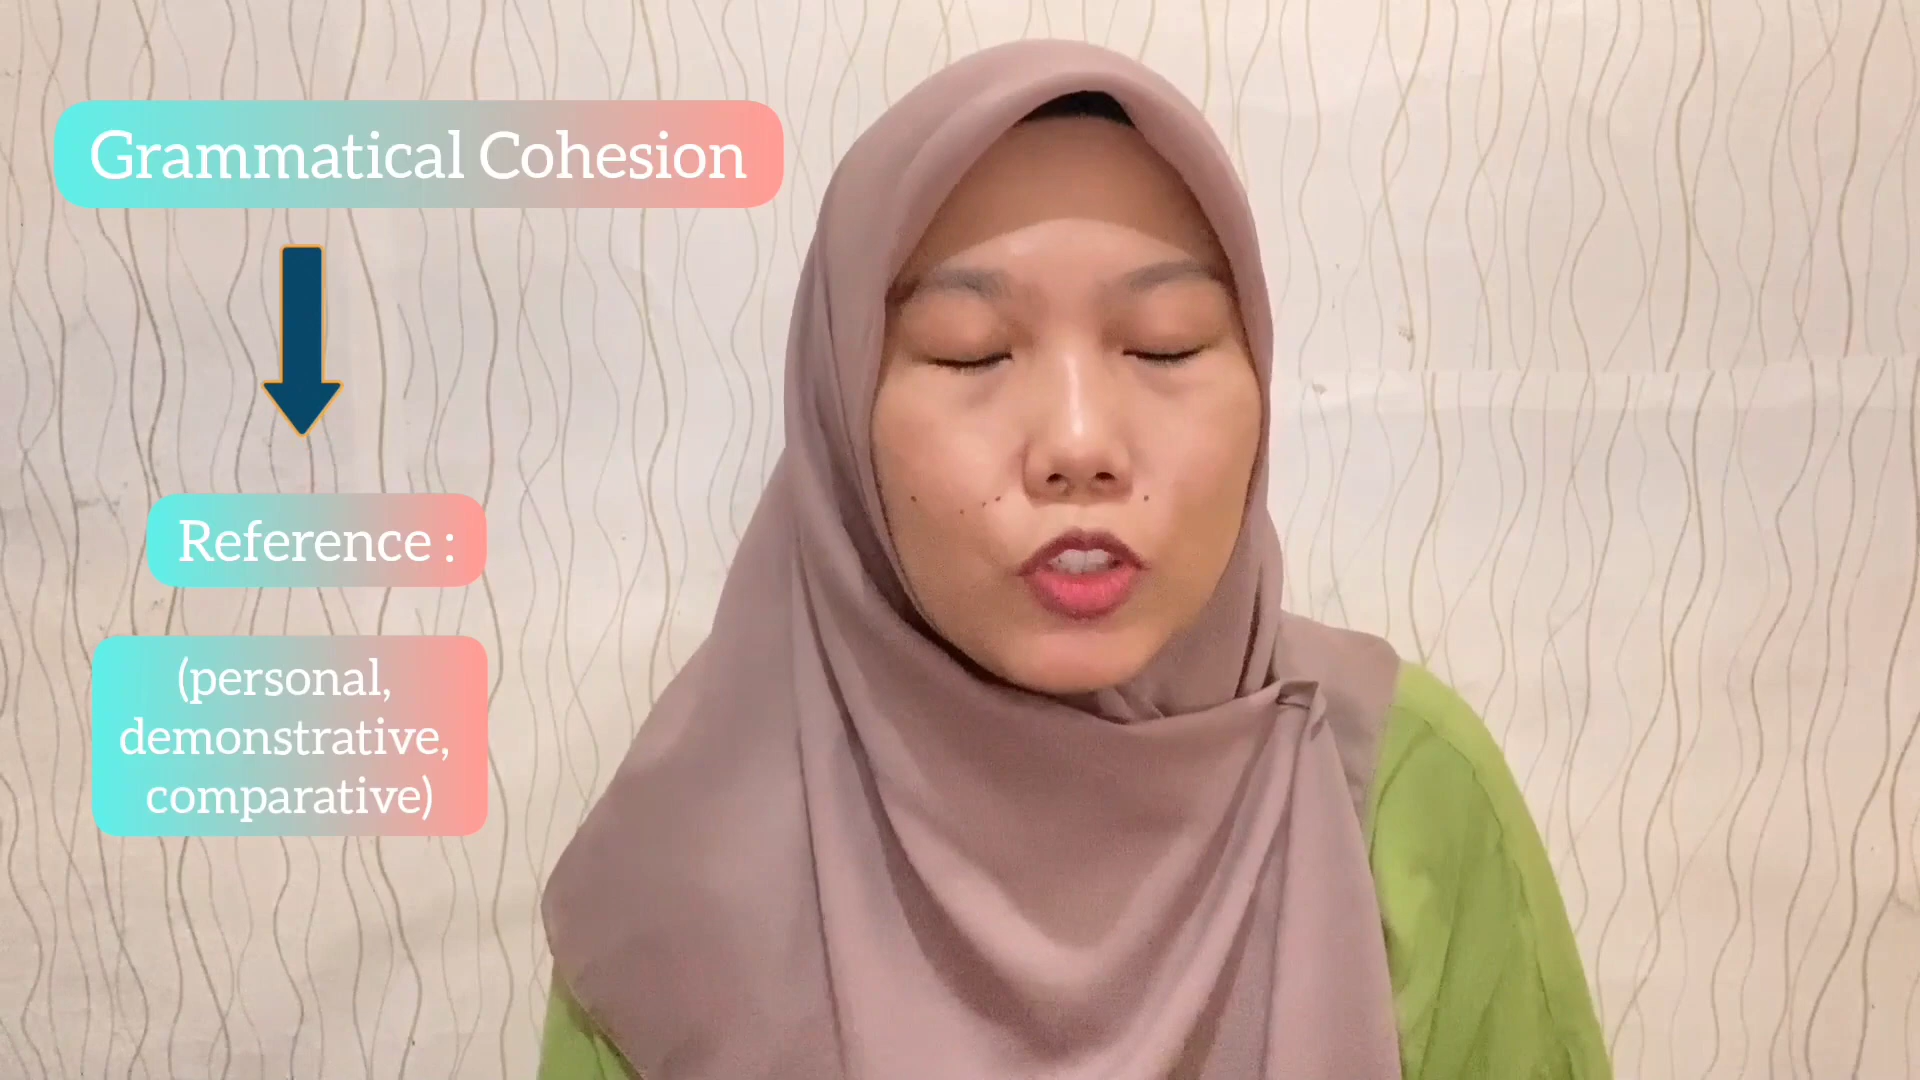 Grammatical Cohesion
Reference :
(personal,
demonstrative,
comparative)